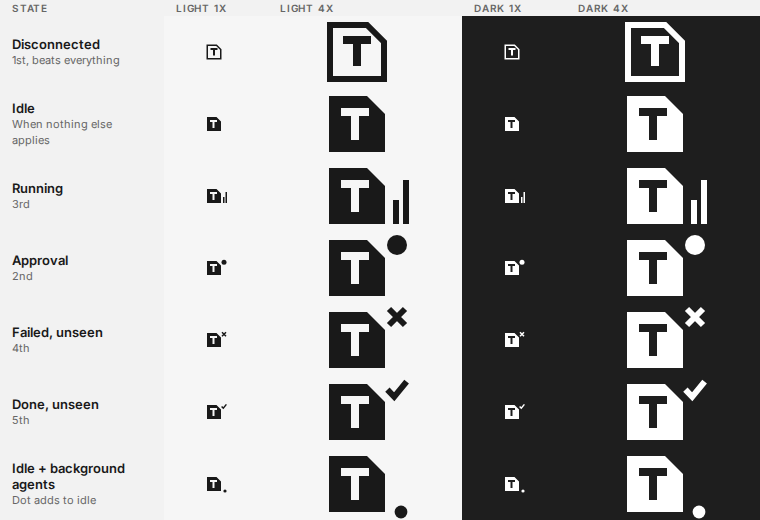 STATE LIGHT 1X LIGHT 4X DARK 1X DARK 4X
Disconnected
1st, beats everything
T T T T
Idle
When nothing else
applies
T T T T
Running
3rd
T T T T
Approval
2nd
T T T T
Failed, unseen
4th
T T T T
Done, unseen
5th
T T T T
Idle + background
agents
Dot adds to idle
T T T T